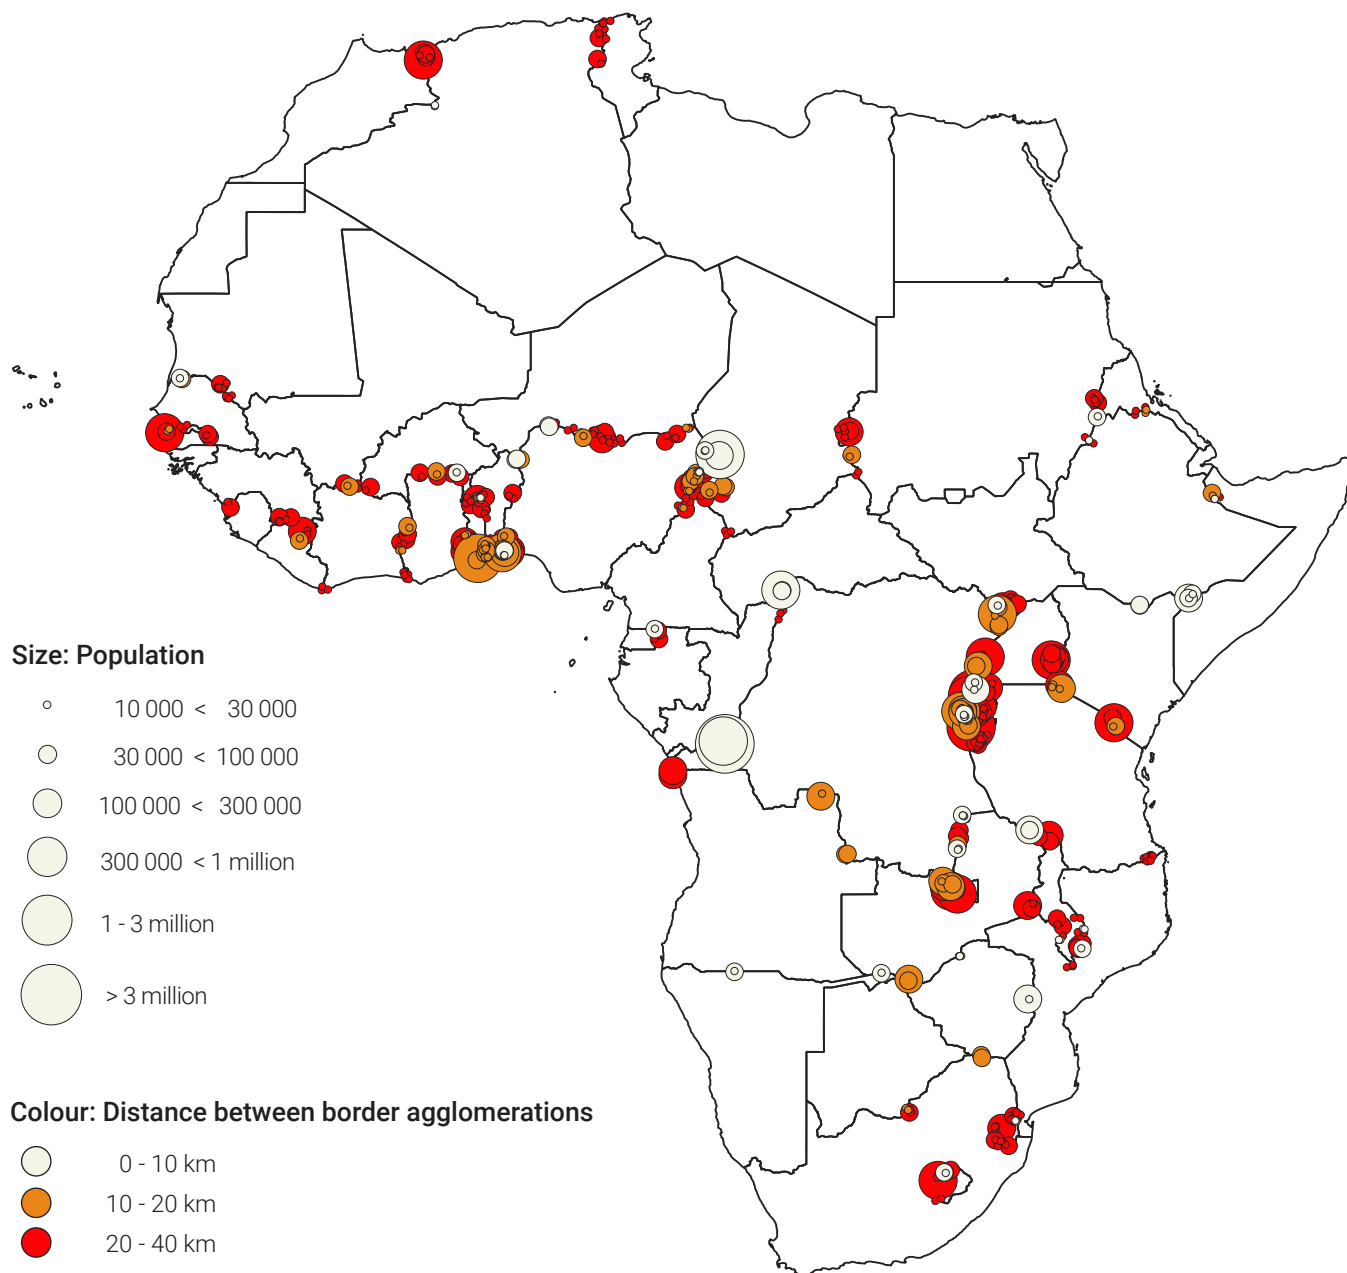 Size: Population
10 000 < 30 000
30 000 < 100 000
100 000 < 300 000
300 000 < 1 million
1 - 3 million
> 3 million
Colour: Distance between border agglomerations
0 - 10 km
10 - 20 km
20 - 40 km